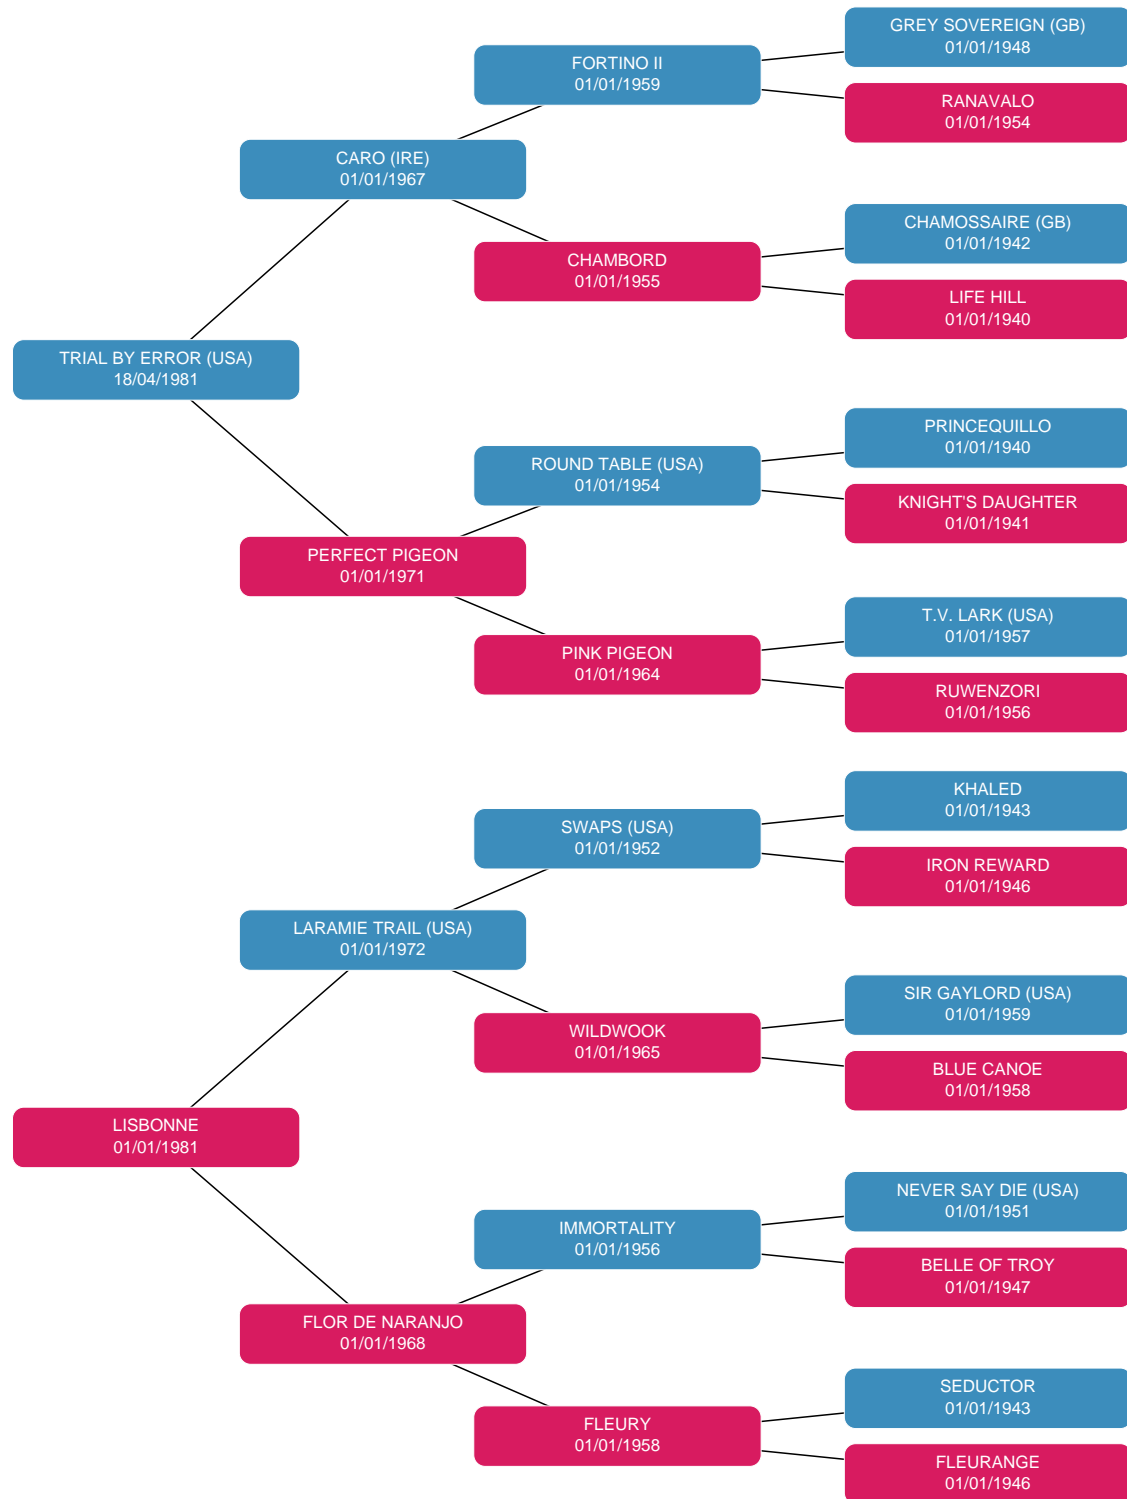 GREY SOVEREIGN (GB)
01/01/1948
FORTINO II
01/01/1959
RANAVALO
01/01/1954
CARO (IRE)
01/01/1967
CHAMOSSAIRE (GB)
01/01/1942
CHAMBORD
01/01/1955
LIFE HILL
01/01/1940
TRIAL BY ERROR (USA)
18/04/1981
PRINCEQUILLO
01/01/1940
ROUND TABLE (USA)
01/01/1954
KNIGHT'S DAUGHTER
01/01/1941
PERFECT PIGEON
01/01/1971
T.V. LARK (USA)
01/01/1957
PINK PIGEON
01/01/1964
RUWENZORI
01/01/1956
KHALED
01/01/1943
SWAPS (USA)
01/01/1952
IRON REWARD
01/01/1946
LARAMIE TRAIL (USA)
01/01/1972
SIR GAYLORD (USA)
01/01/1959
WILDWOOK
01/01/1965
BLUE CANOE
01/01/1958
LISBONNE
01/01/1981
NEVER SAY DIE (USA)
01/01/1951
IMMORTALITY
01/01/1956
BELLE OF TROY
01/01/1947
FLOR DE NARANJO
01/01/1968
SEDUCTOR
01/01/1943
FLEURY
01/01/1958
FLEURANGE
01/01/1946